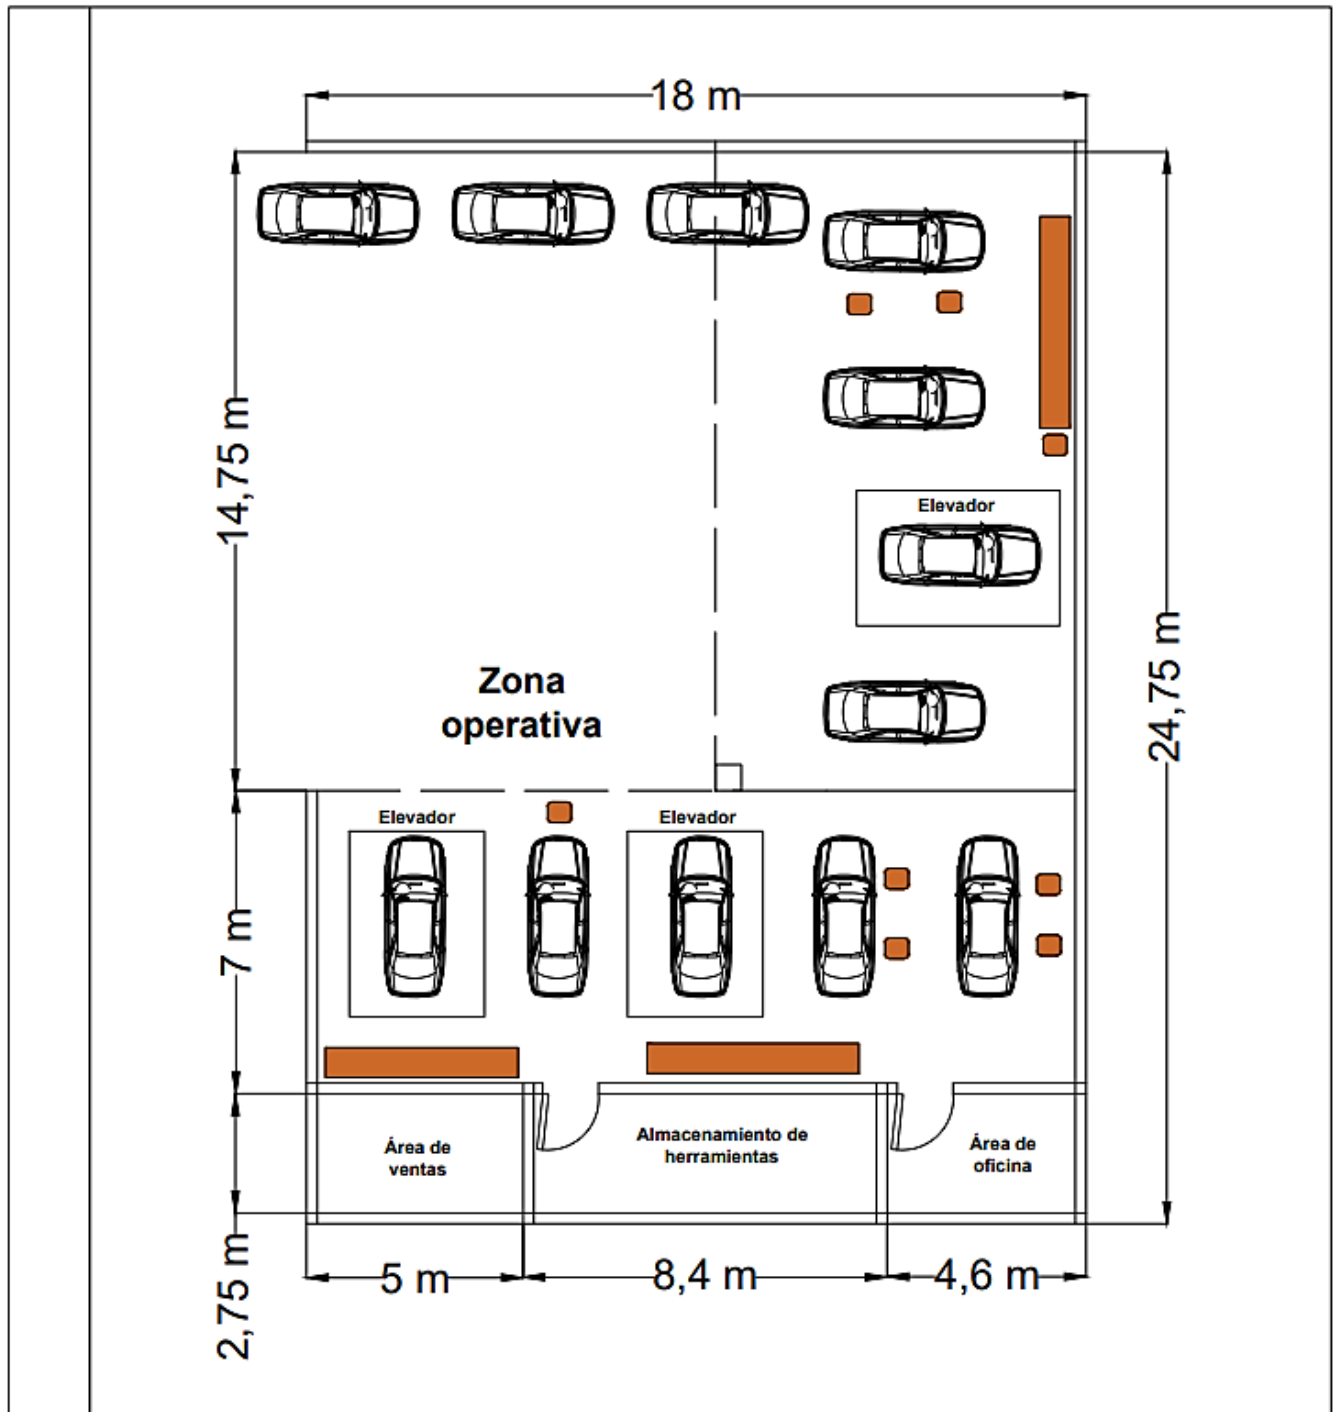 18 m
14,75 m
Elevador
24,75 m
Zona
operativa
Elevador
Elevador
7 m
Área de
ventas
Almacenamiento de
herramientas
Área de
oficina
2,75 m
5 m
8,4 m
4,6 m